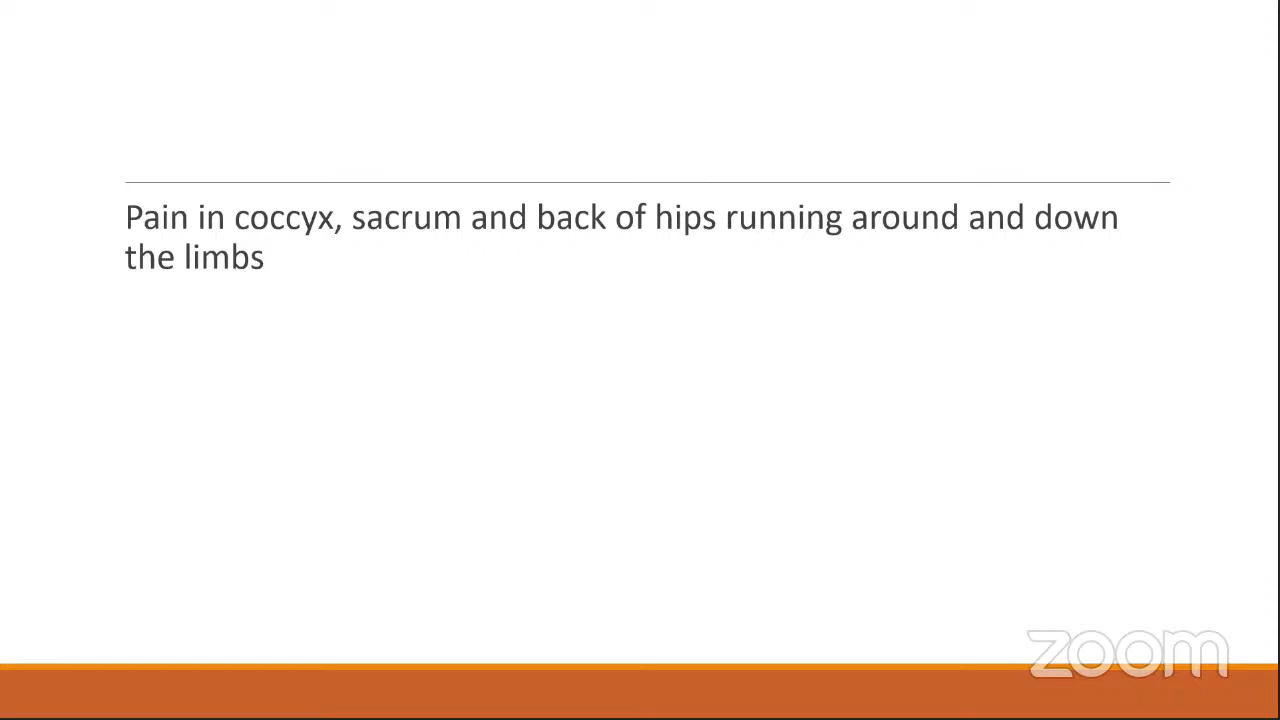 Pain in coccyx, sacrum and back of hips running around and down
the limbs
zoom